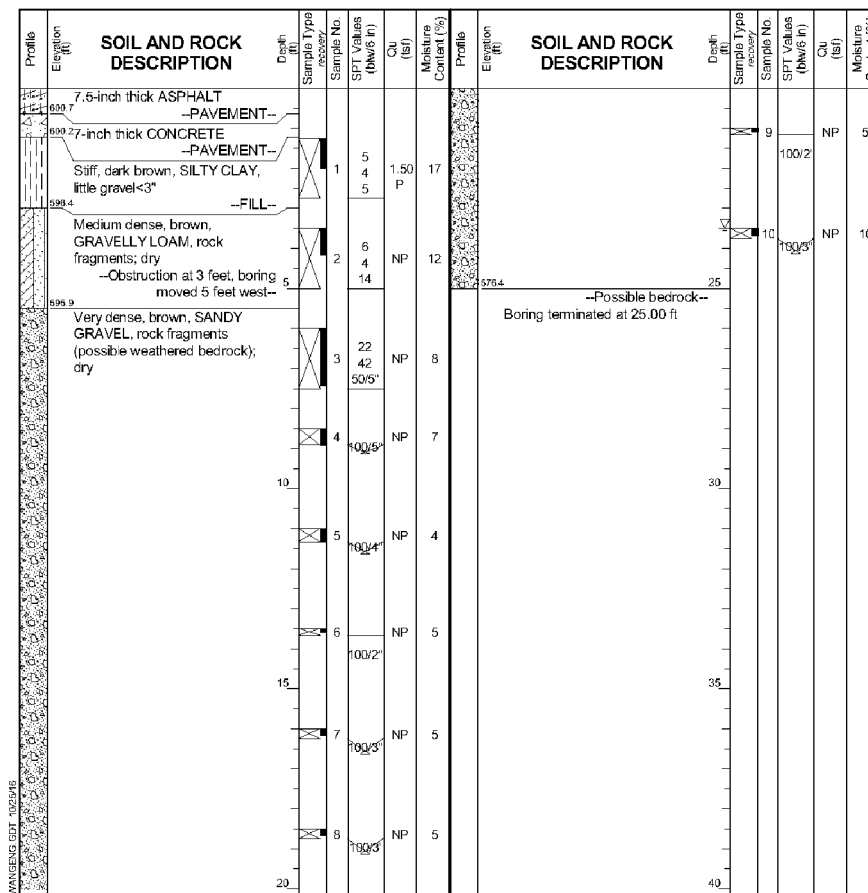 Profile
Elevation (ft)
SOIL AND ROCK DESCRIPTION
Depth (ft)
Sample Type
recovery
Sample No.
SPT Values (blw/6 in)
Qu (tsf)
Moisture Content (%)
7.5-inch thick ASPHALT
600.7
--PAVEMENT--
600.2
7-inch thick CONCRETE
--PAVEMENT--
Stiff, dark brown, SILTY CLAY,
little gravel<3"
--FILL--
1
5
4
5
1.50
P
17
598.4
Medium dense, brown,
GRAVELLY LOAM, rock
fragments; dry
--Obstruction at 3 feet, boring
moved 5 feet west--
5
2
6
4
14
NP
12
595.9
Very dense, brown, SANDY
GRAVEL, rock fragments
(possible weathered bedrock);
dry
3
22
42
50/5"
NP
8
4
100/5"
NP
7
10
5
100/4"
NP
4
6
100/2"
NP
5
15
7
100/3"
NP
5
8
100/3"
NP
5
20
WANGENG.GDT 10/25/16
Profile
Elevation (ft)
SOIL AND ROCK DESCRIPTION
Depth (ft)
Sample Type
recovery
Sample No.
SPT Values (blw/6 in)
Qu (tsf)
Moisture
9
100/2"
NP
5
10
100/3"
NP
10
576.4
25
--Possible bedrock--
Boring terminated at 25.00 ft
30
35
40